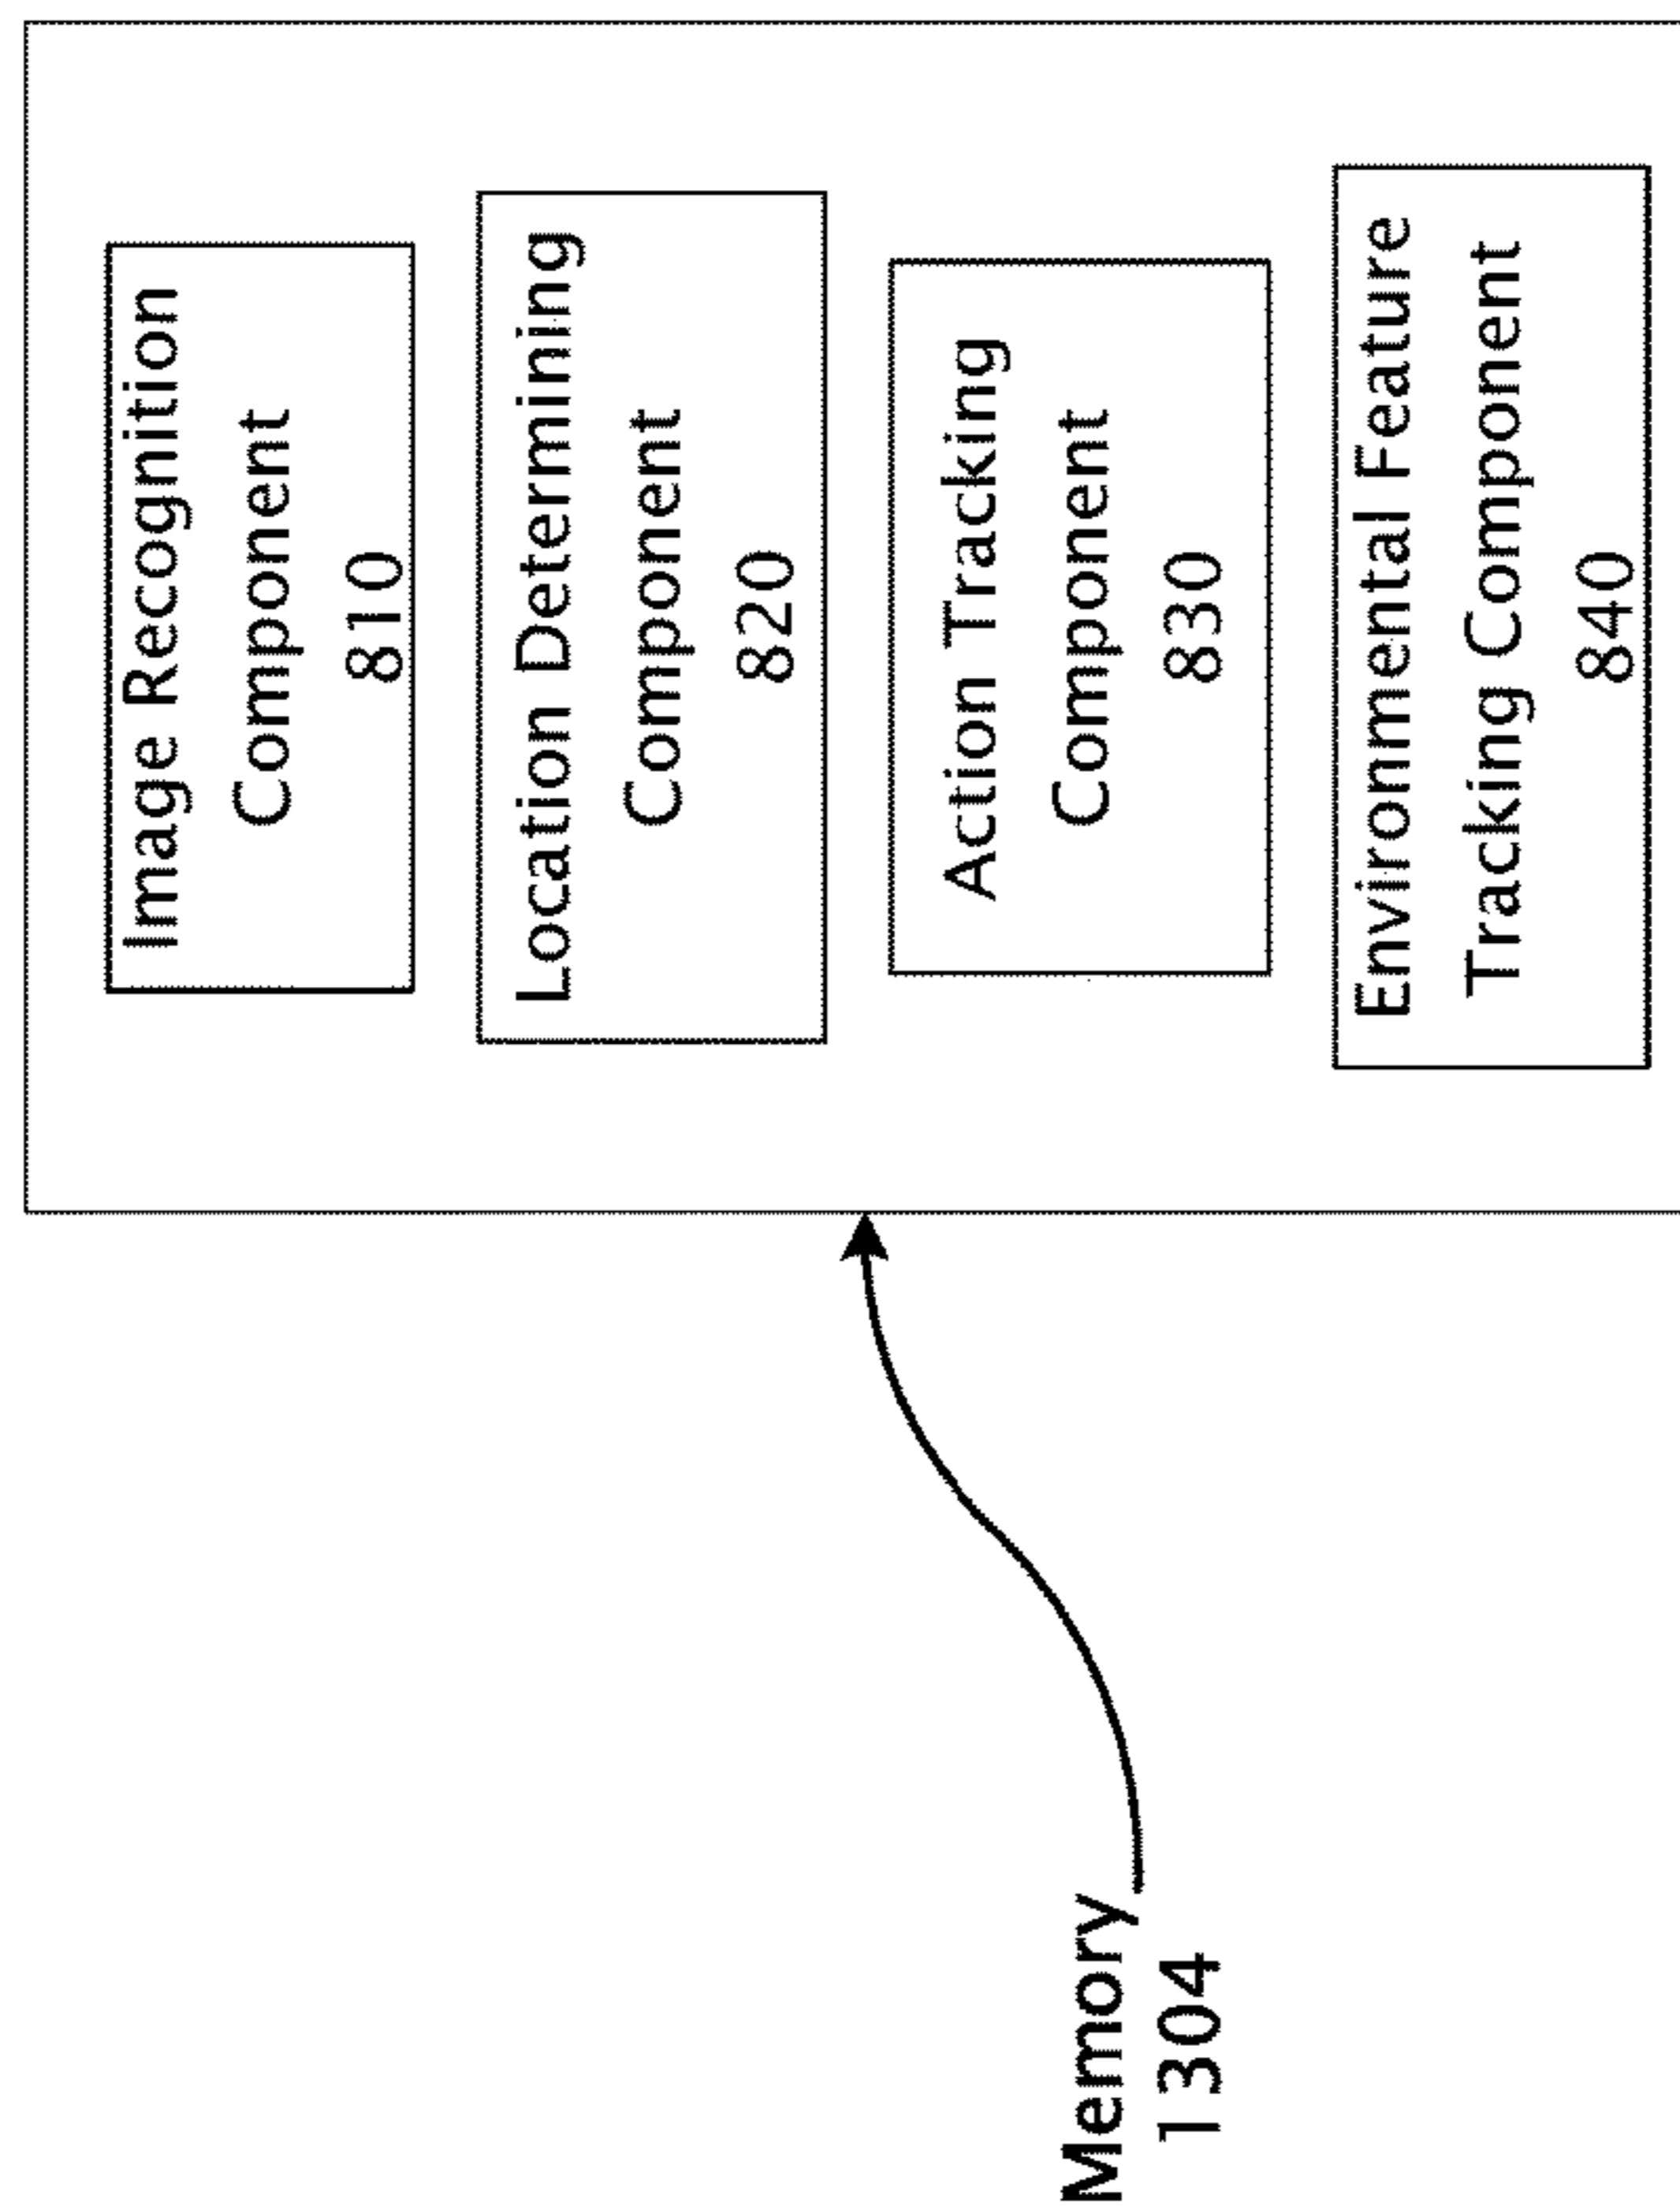 Image Recognition
Component
810
Location Determining
Component
820
Action Tracking
Component
830
Environmental Feature
Tracking Component
840
Memory
1304